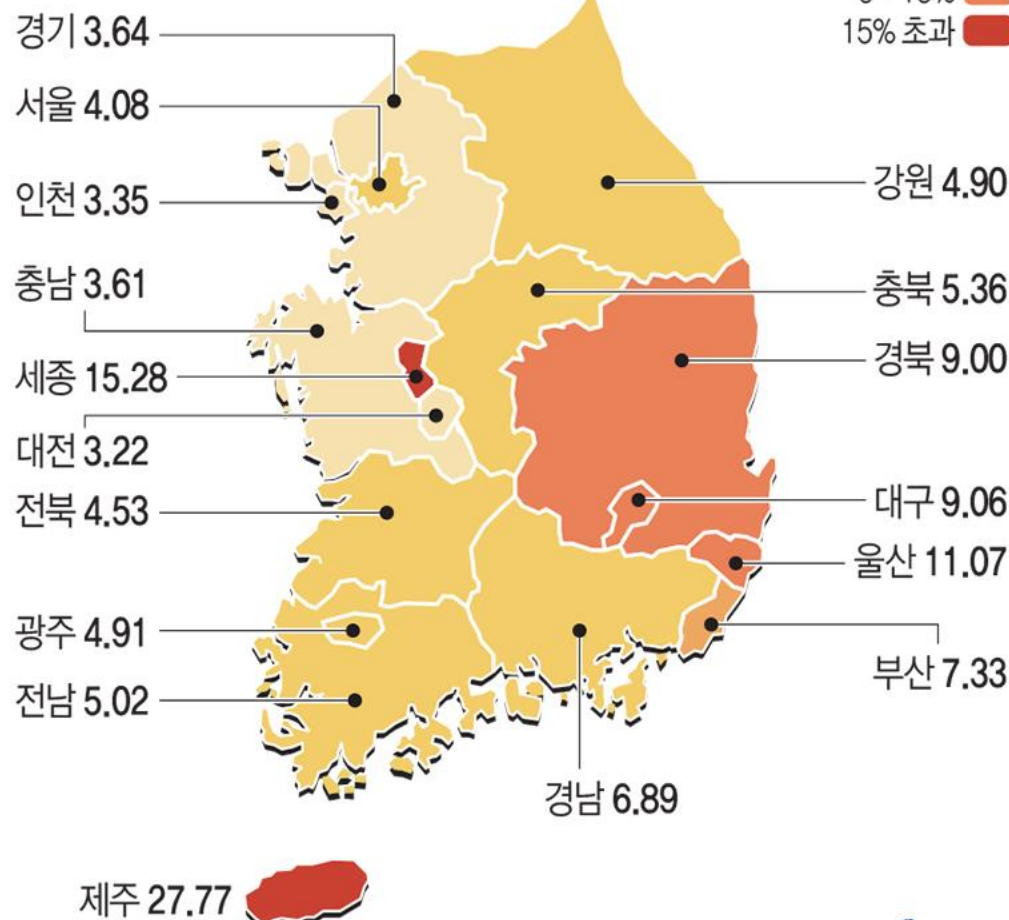 15% 초과
경기 3.64
서울 4.08
인천 3.35
충남 3.61
세종 15.28
대전 3.22
전북 4.53
광주 4.91
전남 5.02
강원 4.90
충북 5.36
경북 9.00
대구 9.06
울산 11.07
부산 7.33
경남 6.89
제주 27.77